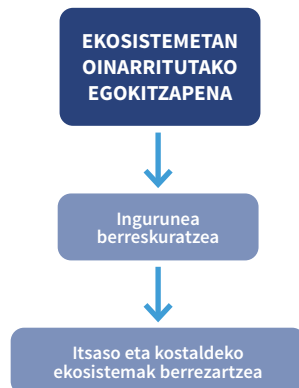 EKOSISTEMETAN
OINARRITUTAKO
EGOKITZAPENA
Ingurunea
berreskuratzea
Itsaso eta kostaldeko
ekosistemak berrezartzea